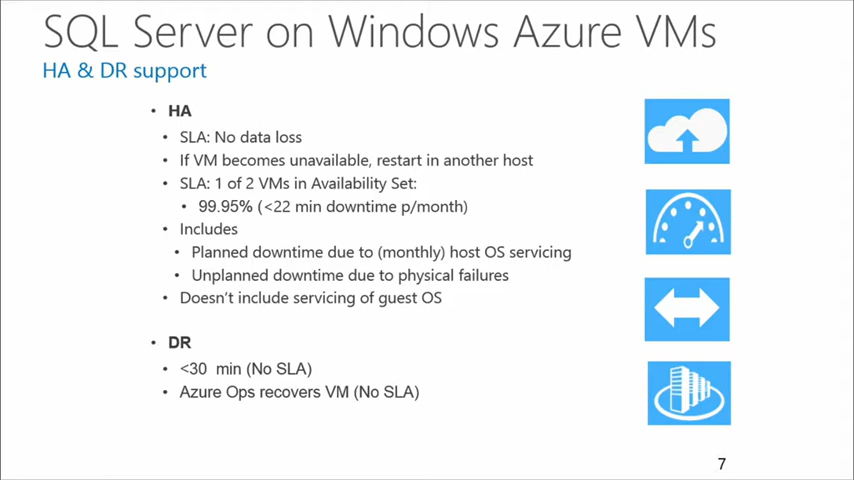 SQL Server on Windows Azure VMs
HA & DR support
• HA
• SLA: No data loss
• If VM becomes unavailable, restart in another host
• SLA: 1 of 2 VMs in Availability Set:
• 99.95% (<22 min downtime p/month)
• Includes
• Planned downtime due to (monthly) host OS servicing
• Unplanned downtime due to physical failures
• Doesn't include servicing of guest OS
• DR
• <30 min (No SLA)
• Azure Ops recovers VM (No SLA)
7